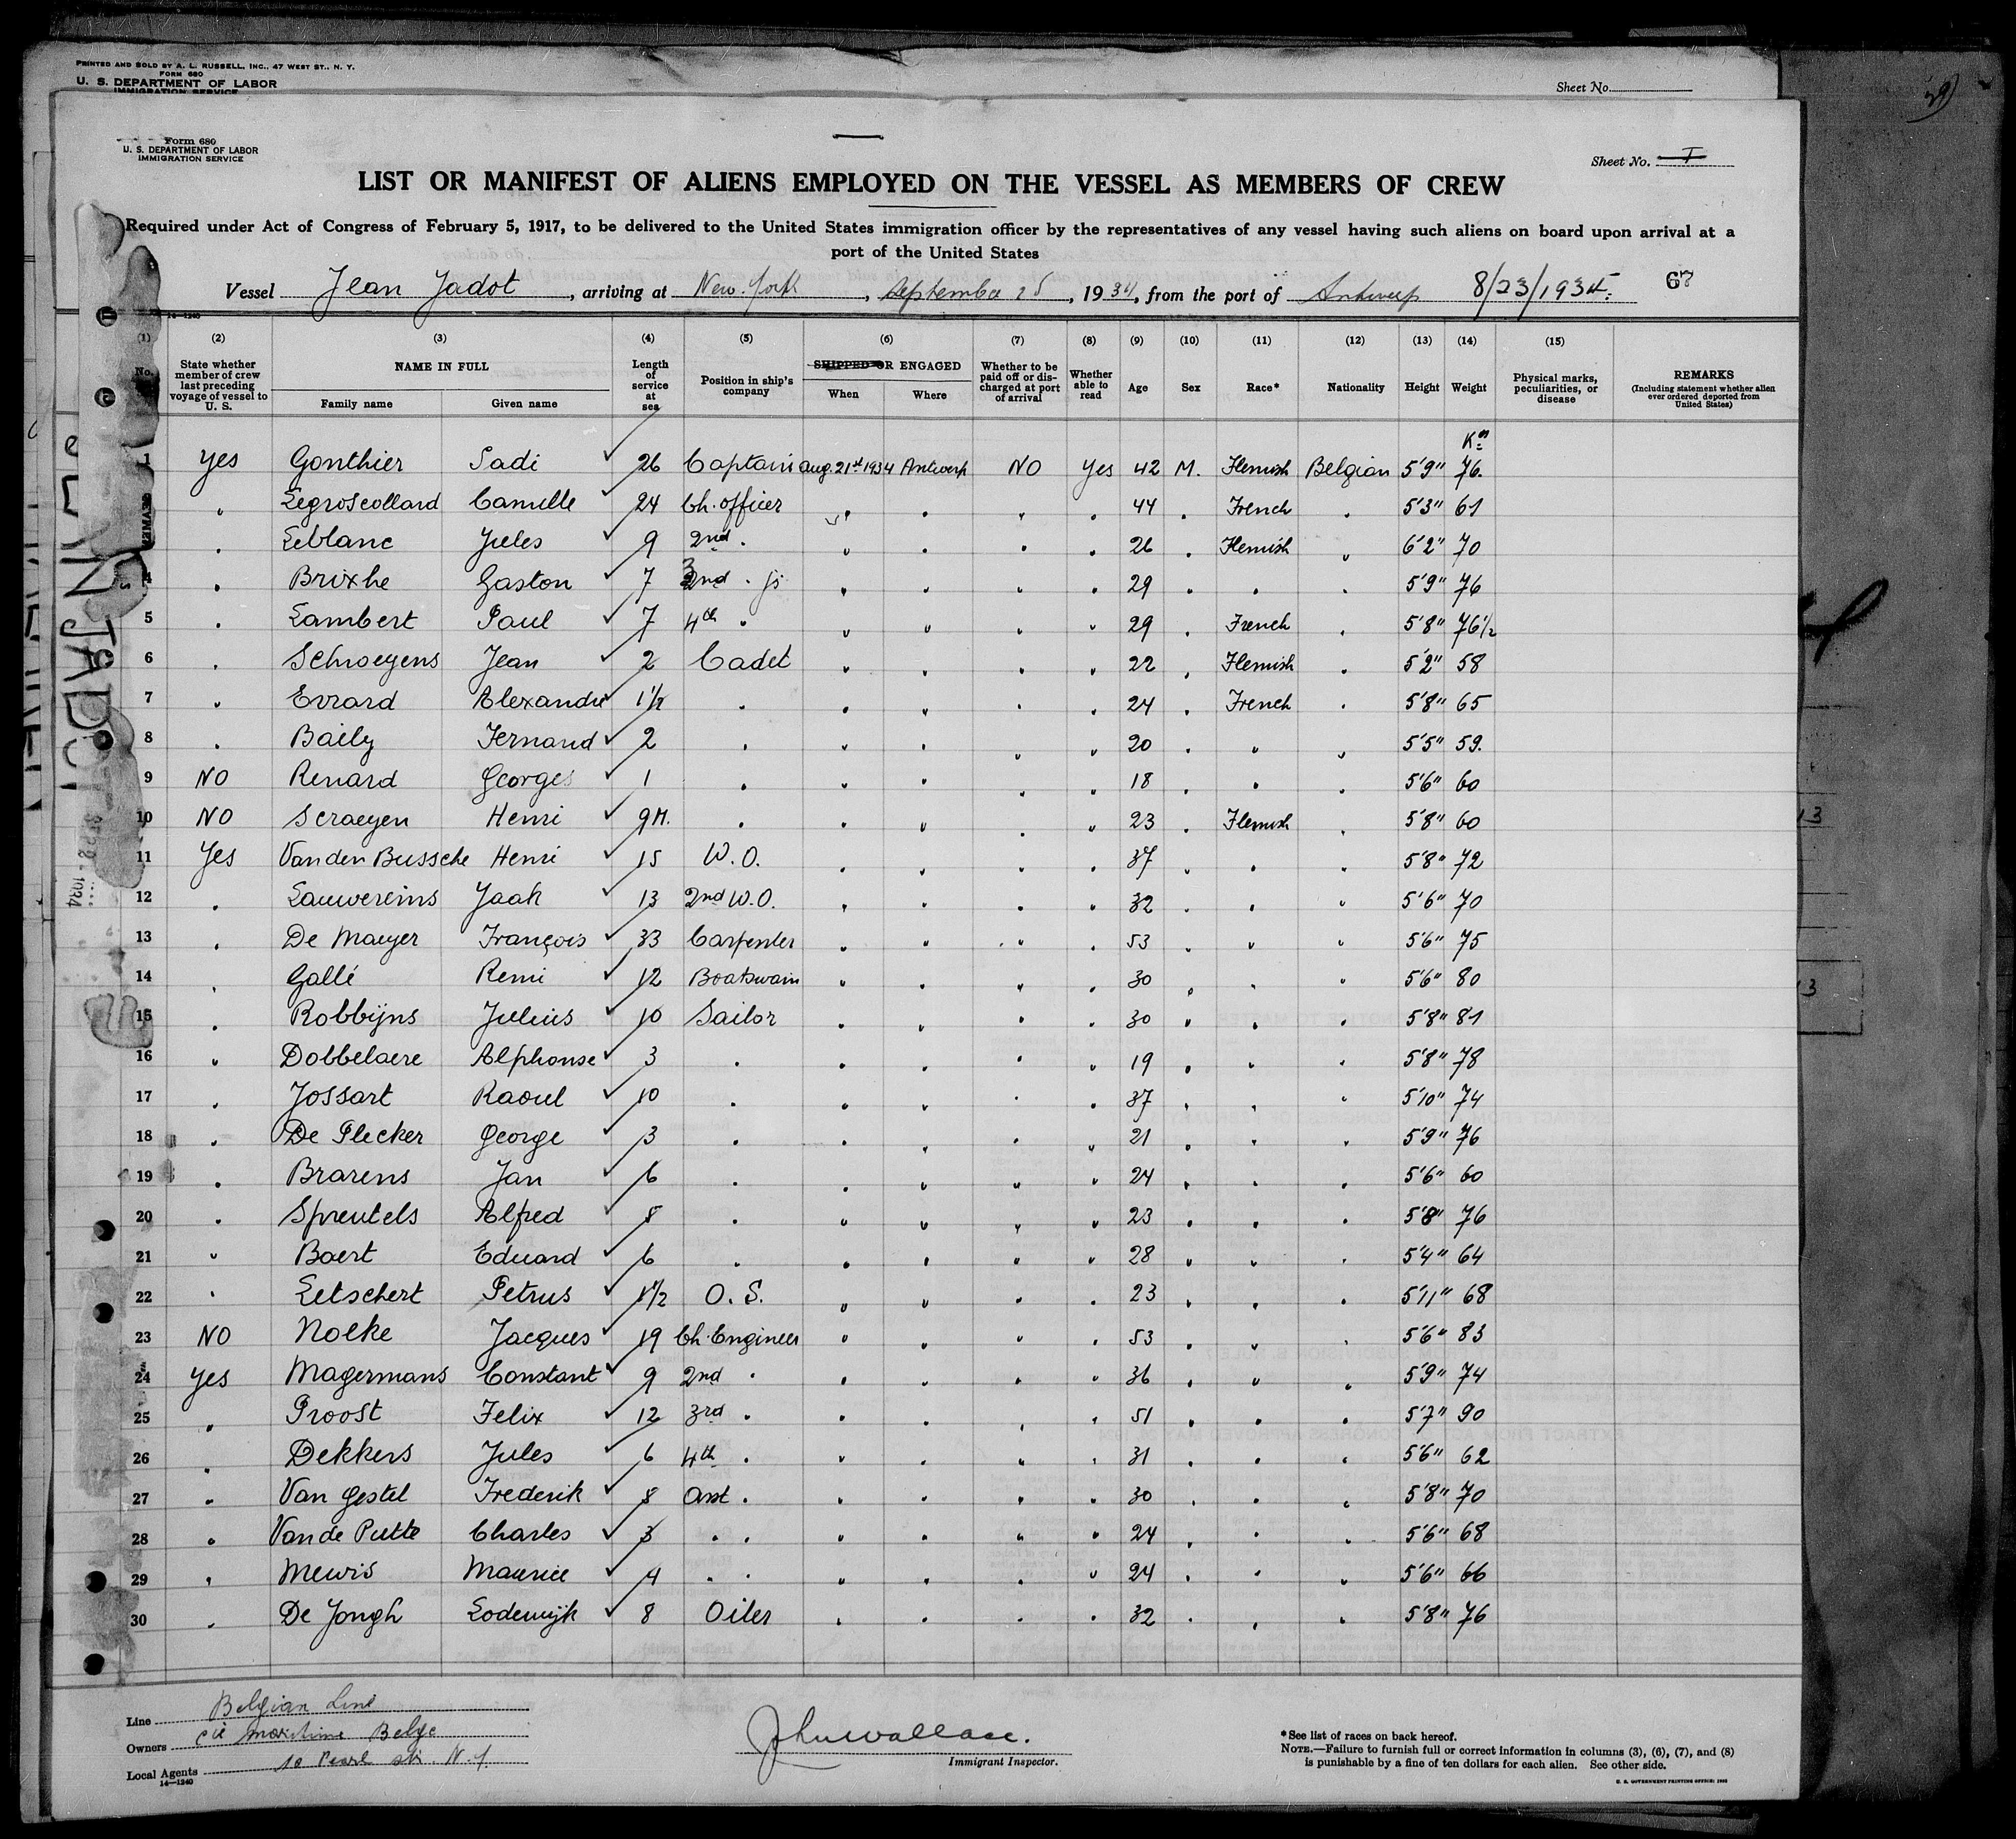 PRINTED AND SOLD BY A. L. RUSSELL, INC., 47 WEST ST., N. Y.
FORM 680
U. S. DEPARTMENT OF LABOR
IMMIGRATION SERVICE
Sheet No.
Form 680
U. S. DEPARTMENT OF LABOR
IMMIGRATION SERVICE
Sheet No. I
LIST OR MANIFEST OF ALIENS EMPLOYED ON THE VESSEL AS MEMBERS OF CREW
Required under Act of Congress of February 5, 1917, to be delivered to the United States immigration officer by the representatives of any vessel having such aliens on board upon arrival at a
port of the United States
Vessel Jean Jadot, arriving at New. York, September, 1934, from the port of Antwerp 8/23/1934.
(1) (2) (3) (4) (5) (6) (7) (8) (9) (10) (11) (12) (13) (14) (15)
No.
State whether member of crew last preceding voyage of vessel to U. S.
NAME IN FULL
Family name Given name
Length of service at sea
Position in ship's company
SHIPPED OR ENGAGED
When Where
Whether to be paid off or discharged at port of arrival
Whether able to read
Age
Sex
Race*
Nationality
Height
Weight
Physical marks, peculiarities, or disease
REMARKS
(Including statement whether alien ever ordered deported from United States)
Kos
1 Yes Gonthier Sadi 26 Captain Aug. 21st 1934 Antwerp NO Yes 42 M. Flemish Belgian 5'9" 76.
" Legroscollard Camille 24 Ch. officer " " " " 44 " French " 5'3" 61
" Leblanc Jules 9 2nd " " " " " 26 " Flemish " 6'2" 70
4 " Brixhe Gaston 7 3 2nd " jr " " " " 29 " " " 5'9" 76
5 " Lambert Paul 7 4th " " " " " 29 " French " 5'8" 76 1/2
6 " Schroeyens Jean 2 Cadet " " " " 22 " Flemish " 5'2" 58
7 " Evrard Alexandre 1 1/2 " " " " " 24 " French " 5'8" 65
8 " Baily Fernand 2 " " " " " 20 " " " 5'5" 59.
9 NO Renard Georges 1 " " " " " 18 " " " 5'6" 60
10 NO Scraeyen Henri 9M. " " " " " 23 " Flemish " 5'8" 60
11 Yes Van den Bussche Henri 15 W. O. " " " " 37 " " " 5'8" 72
12 " Lauwereins Jaak 13 2nd W.O. " " " " 32 " " " 5'6" 70
13 " De Maeyer François 33 Carpenter " " " " 53 " " " 5'6" 75
14 " Gallé Remi 12 Boatswain " " " " 30 " " " 5'6" 80
15 " Robbijns Julius 10 Sailor " " " " 30 " " " 5'8" 81
16 " Dobbelaere Alphonse 3 " " " " " 19 " " " 5'8" 78
17 " Jossart Raoul 10 " " " " " 37 " " " 5'10" 74
18 " De Plecker George 3 " " " " " 21 " " " 5'9" 76
19 " Brarens Jan 6 " " " " " 24 " " " 5'6" 60
20 " Spreutels Alfred 8 " " " " " 23 " " " 5'8" 76
21 " Baert Eduard 6 " " " " " 28 " " " 5'4" 64
22 " Letschert Petrus 1 1/2 O. S. " " " " 23 " " " 5'11" 68
23 NO Nolke Jacques 19 Ch. Engineer " " " " 53 " " " 5'6" 83
24 Yes Magermans Constant 9 2nd " " " " " 36 " " " 5'9" 74
25 " Proost Felix 12 3rd " " " " " 51 " " " 5'7" 90
26 " Dekkers Jules 6 4th " " " " " 31 " " " 5'6" 62
27 " Van Gestel Frederik 8 Asst " " " " " 30 " " " 5'8" 70
28 " Van de Putte Charles 3 " " " " " " 24 " " " 5'6" 68
29 " Mewis Maurice 4 " " " " " " 24 " " " 5'6" 66
30 " De Jongh Lodewijk 8 Oiler " " " " 32 " " " 5'8" 76
Line Belgian Line
Owners Cie Maritime Belge
Local Agents 10 Pearl str. N.Y.
14—1240
John Wallace.
Immigrant Inspector.
*See list of races on back hereof.
NOTE.—Failure to furnish full or correct information in columns (3), (6), (7), and (8)
is punishable by a fine of ten dollars for each alien. See other side.
U. S. GOVERNMENT PRINTING OFFICE:
JEAN JADOT